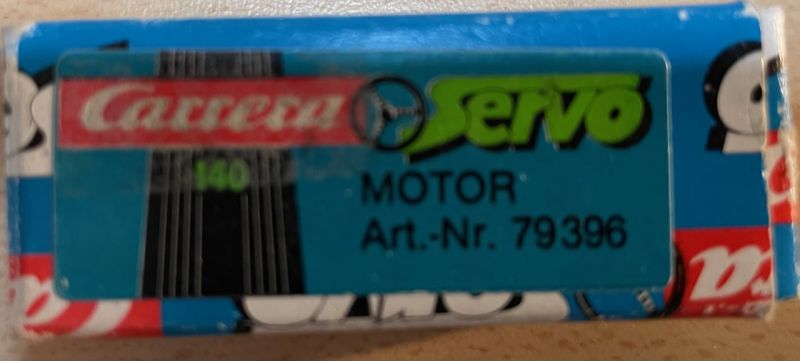 Carrera Servo
140
MOTOR
Art.-Nr. 79396